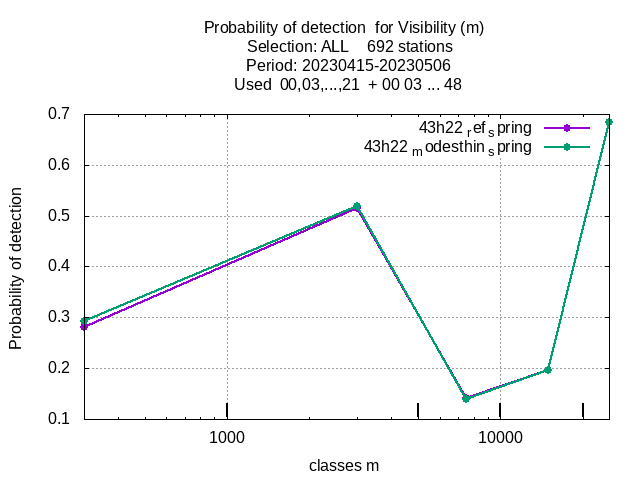 Probability of detection  for Visibility (m)
Selection: ALL    692 stations
Period: 20230415-20230506
Used  00,03,...,21  + 00 03 ... 48
43h22 ref spring
43h22 modesthin spring
Probability of detection
0.7
0.6
0.5
0.4
0.3
0.2
0.1
1000
10000
classes m